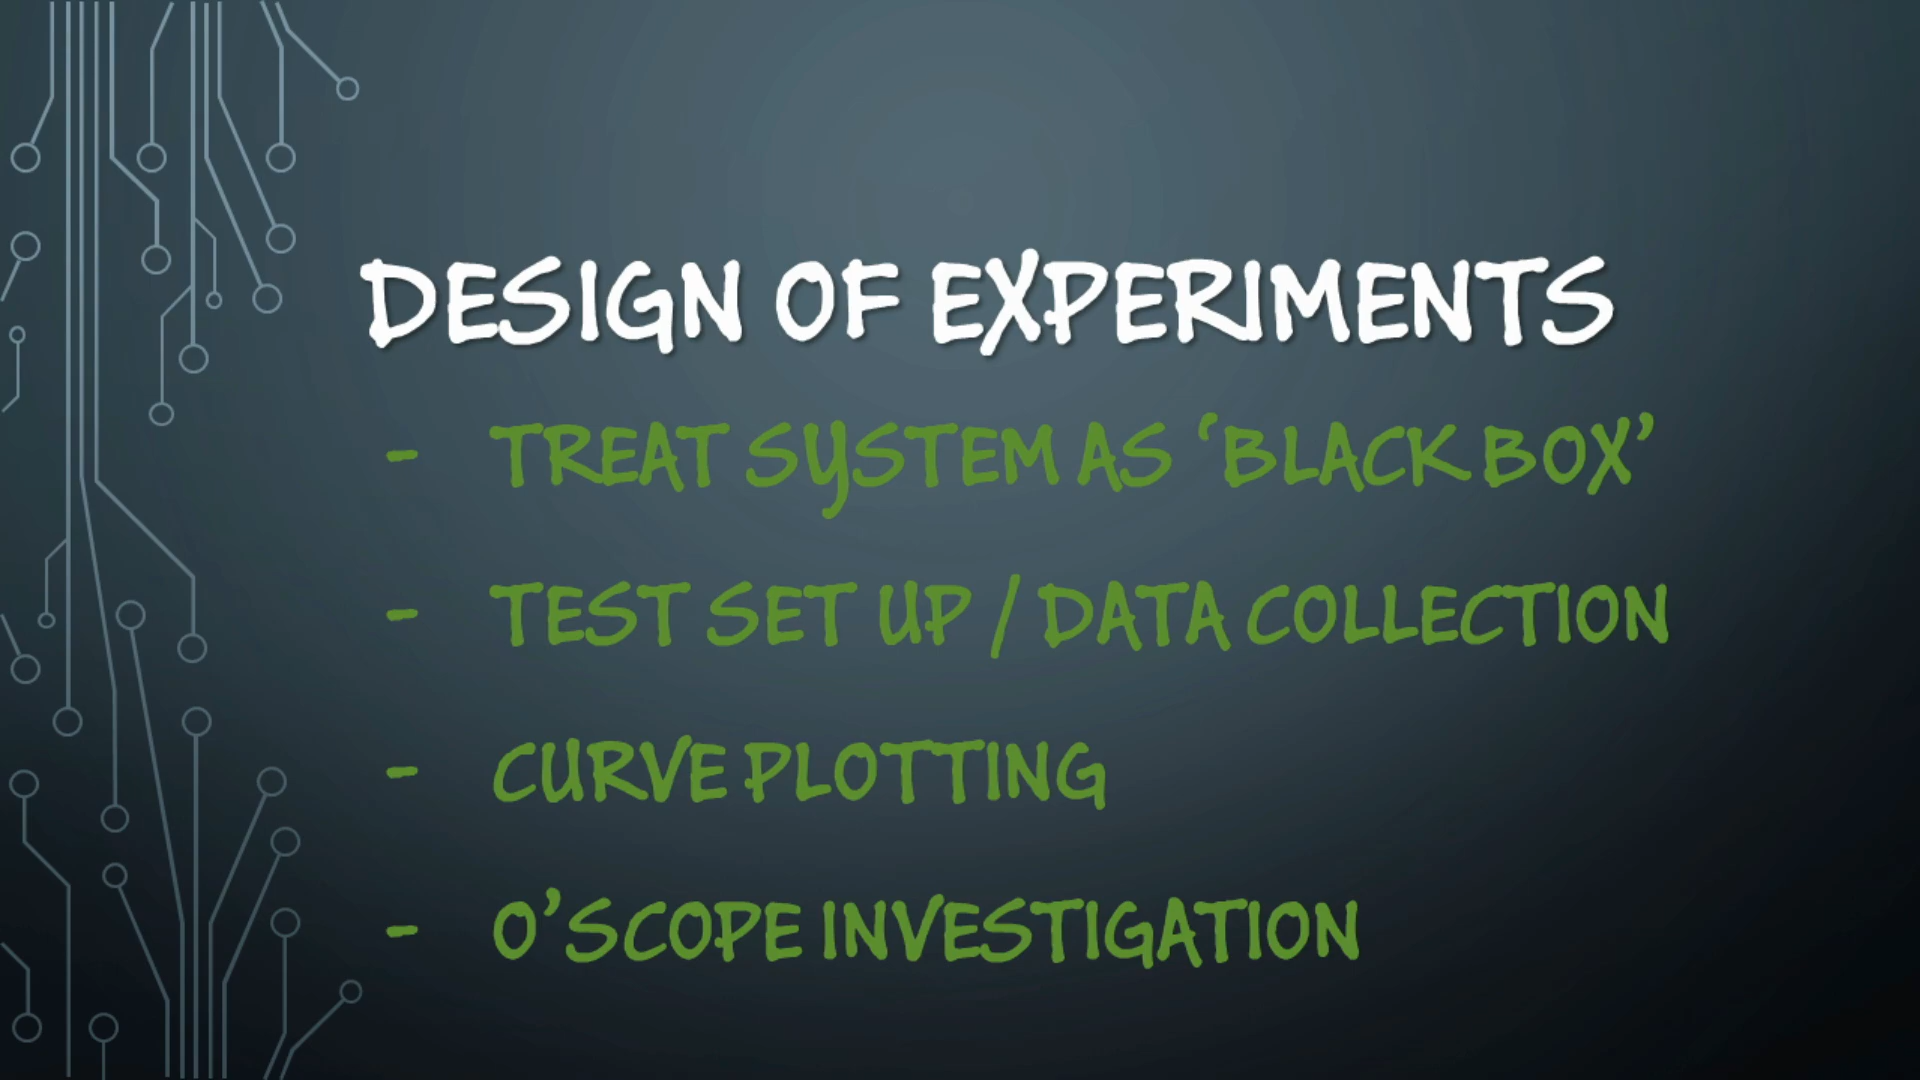 DESIGN OF EXPERIMENTS
- TREAT SYSTEM AS ‘BLACK BOX’
- TEST SET UP / DATA COLLECTION
- CURVE PLOTTING
- O’SCOPE INVESTIGATION